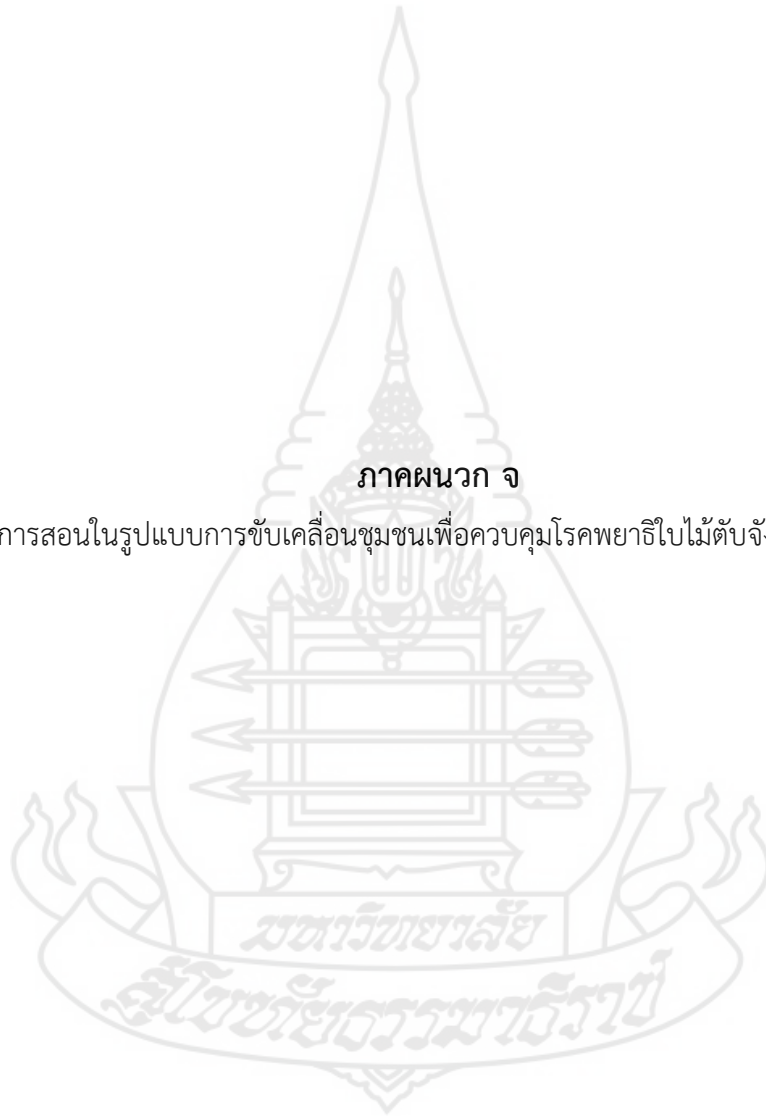 ภาคผนวก จ
การสอนในรูปแบบการขับเคลื่อนชุมชนเพื่อควบคุมโรคพยาธิใบไม้ตับ
มหาวิทยาลัย
สุโขทัยธรรมาธิราช